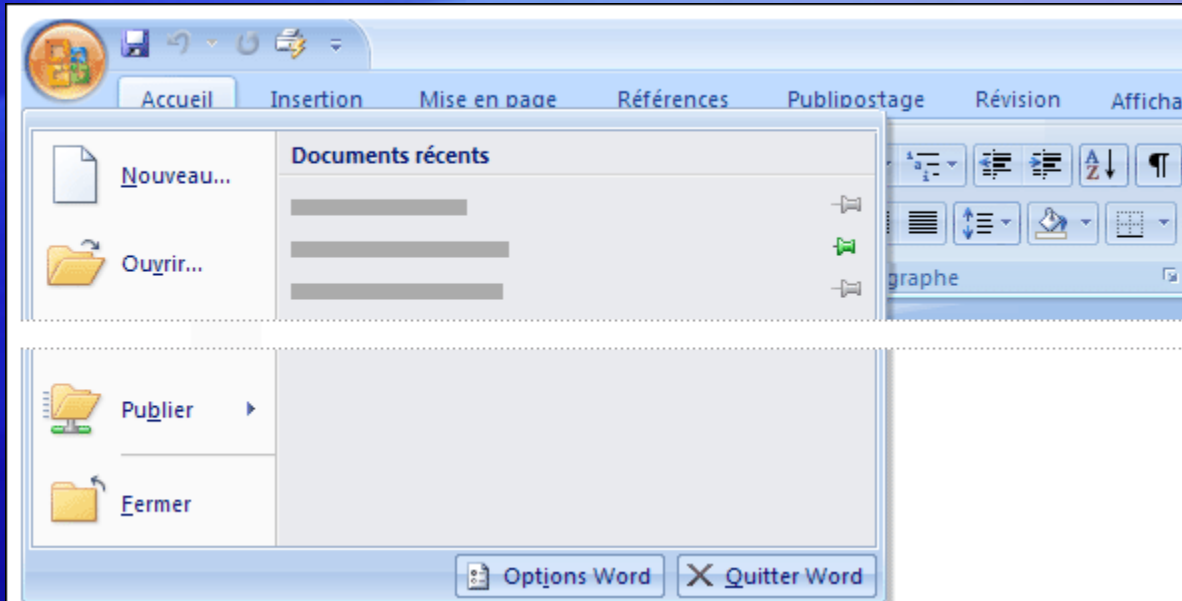 Accueil Insertion Mise en page Références Publipostage Révision Afficha
Documents récents
Nouveau...
Ouvrir...
graphe
Publier
Fermer
Options Word Quitter Word